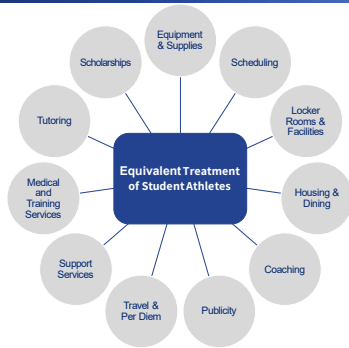 Equipment
& Supplies
Scheduling
Locker
Rooms &
Facilities
Housing &
Dining
Coaching
Publicity
Travel &
Per Diem
Support
Services
Medical
and
Training
Services
Tutoring
Scholarships
Equivalent Treatment
of Student Athletes